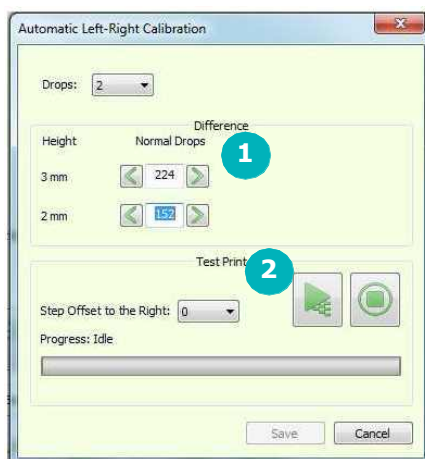 Automatic Left-Right Calibration
Drops: 2
Difference
Height Normal Drops
1
3 mm 224
2 mm 152
Test Print
2
Step Offset to the Right: 0
Progress: Idle
Save Cancel